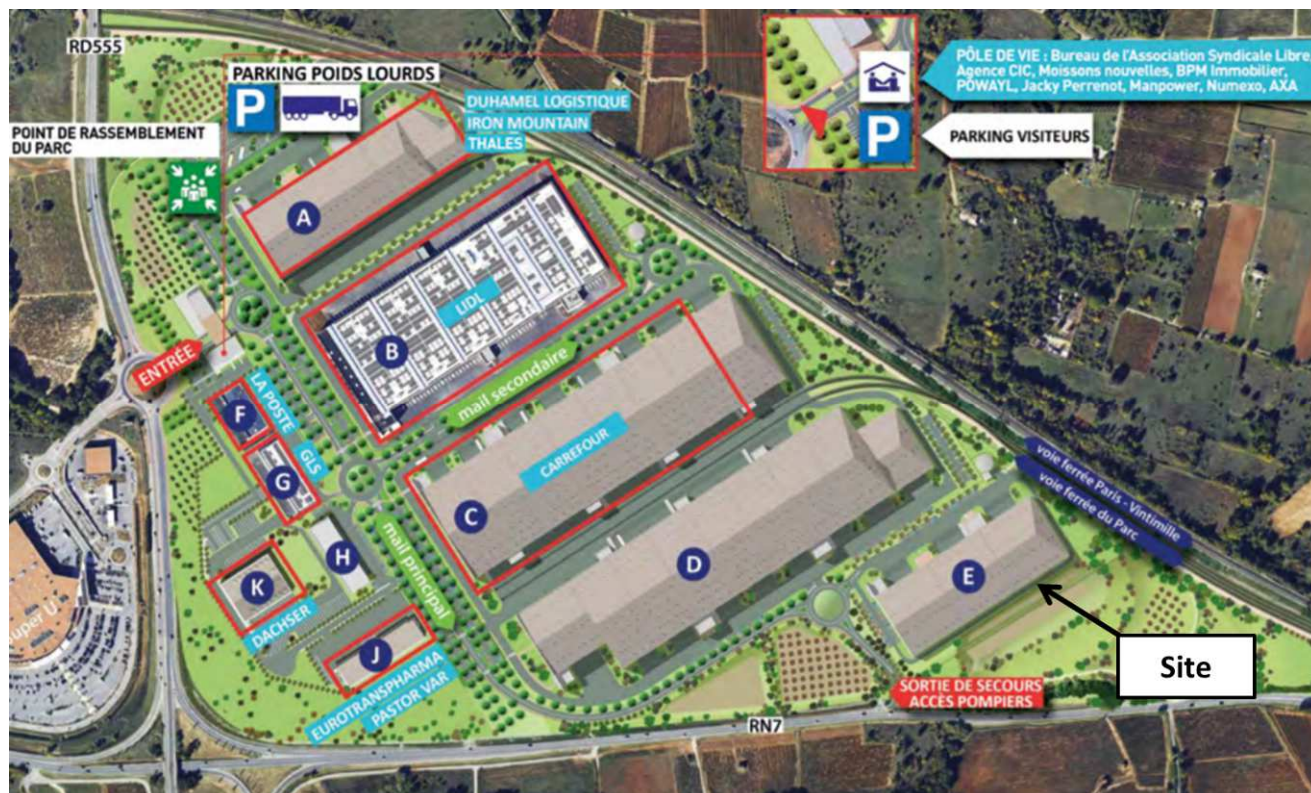 RD555
PARKING POIDS LOURDS
P
POINT DE RASSEMBLEMENT
DU PARC
DUHAMEL LOGISTIQUE
IRON MOUNTAIN
THALES
PÔLE DE VIE : Bureau de l'Association Syndicale Libre
Agence CIC, Moissons nouvelles, BPM Immobilier,
POWAYL, Jacky Perrenot, Manpower, Numexo, AXA
P
PARKING VISITEURS
A
LIDL
B
mail secondaire
ENTRÉE
LA POSTE
F
GLS
G
CARREFOUR
C
voie ferrée Paris - Vintimille
voie ferrée du Parc
H
mail principal
D
E
K
DACHSER
J
EUROTRANSPHARMA
PASTOR VAR
Site
SORTIE DE SECOURS
ACCÈS POMPIERS
RN7